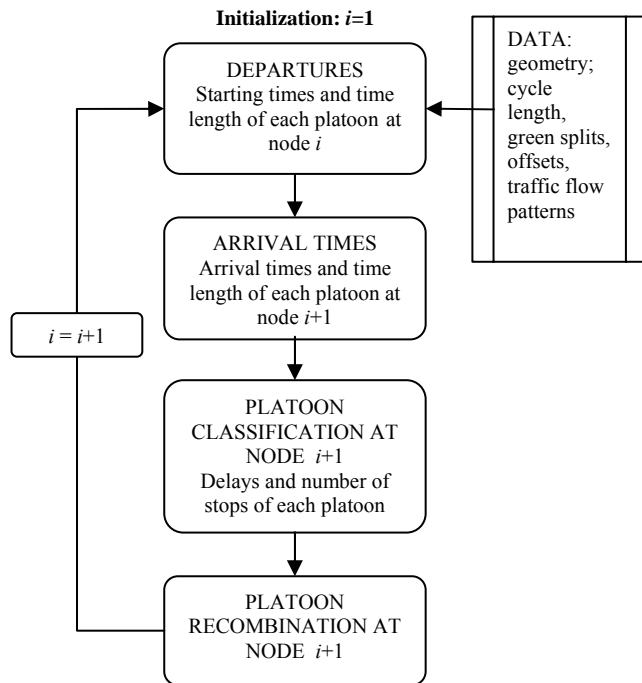 Initialization: i=1
DEPARTURES
Starting times and time
length of each platoon at
node i
DATA:
geometry;
cycle
length,
green splits,
offsets,
traffic flow
patterns
ARRIVAL TIMES
Arrival times and time
length of each platoon at
node i+1
i = i+1
PLATOON
CLASSIFICATION AT
NODE i+1
Delays and number of
stops of each platoon
PLATOON
RECOMBINATION AT
NODE i+1